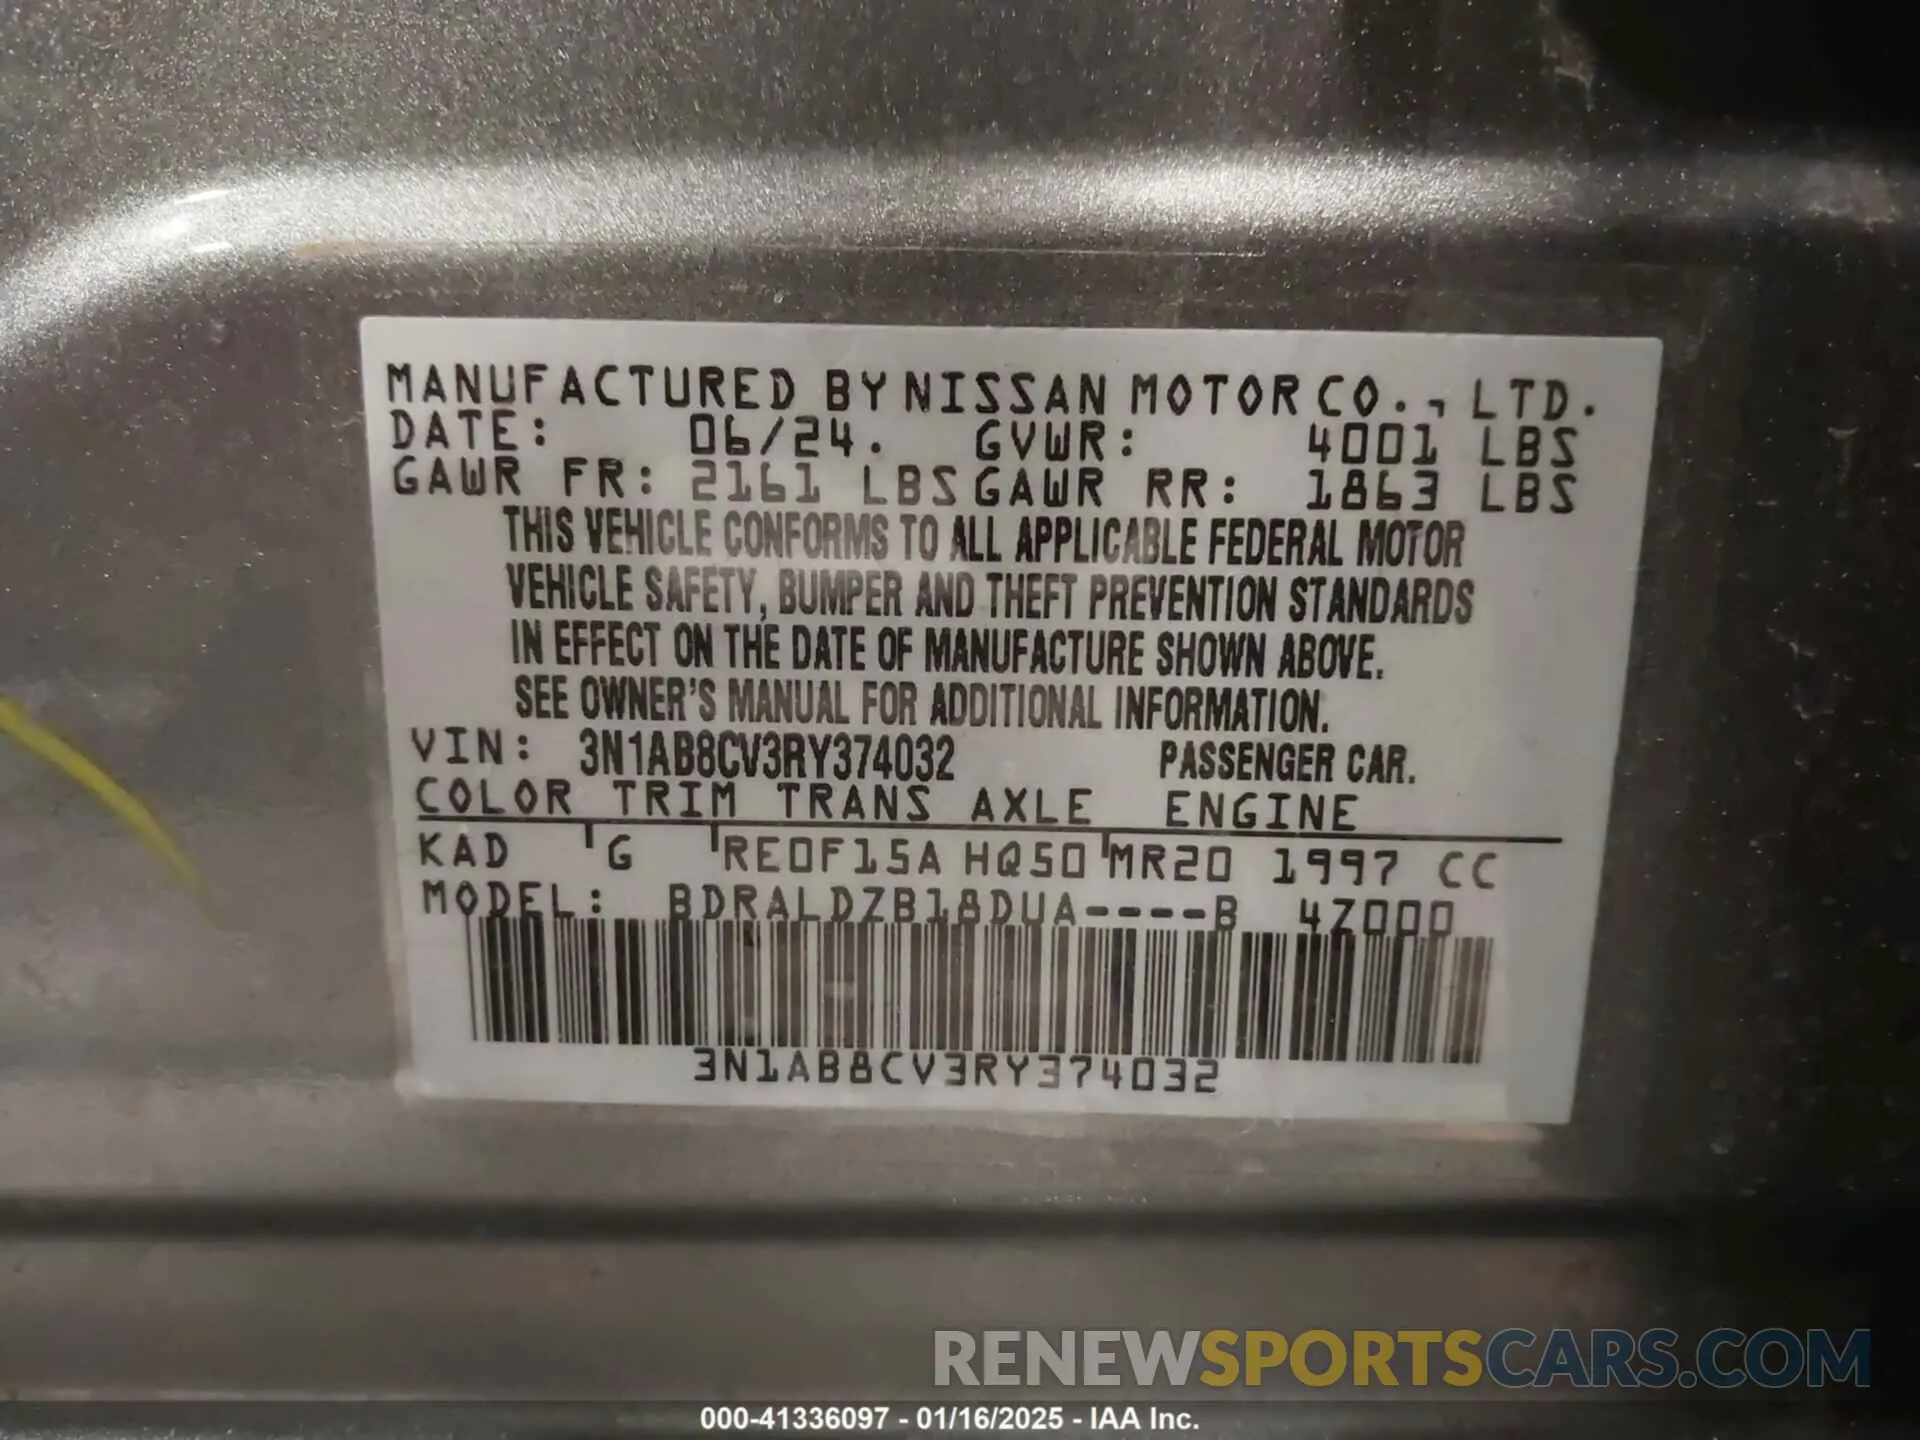 MANUFACTURED BY NISSAN MOTOR CO., LTD.
DATE: 06/24. GVWR: 4001 LBS
GAWR FR: 2161 LBS GAWR RR: 1863 LBS
THIS VEHICLE CONFORMS TO ALL APPLICABLE FEDERAL MOTOR
VEHICLE SAFETY, BUMPER AND THEFT PREVENTION STANDARDS
IN EFFECT ON THE DATE OF MANUFACTURE SHOWN ABOVE.
SEE OWNER'S MANUAL FOR ADDITIONAL INFORMATION.
VIN: 3N1AB8CV3RY374032 PASSENGER CAR.
COLOR TRIM TRANS AXLE ENGINE
KAD G RE0F15A HQ50 MR20 1997 CC
MODEL: BDRALDZB18DUA----B 4Z000
3N1AB8CV3RY374032
RENEWSPORTSCARS.COM
000-41336097 - 01/16/2025 - IAA Inc.